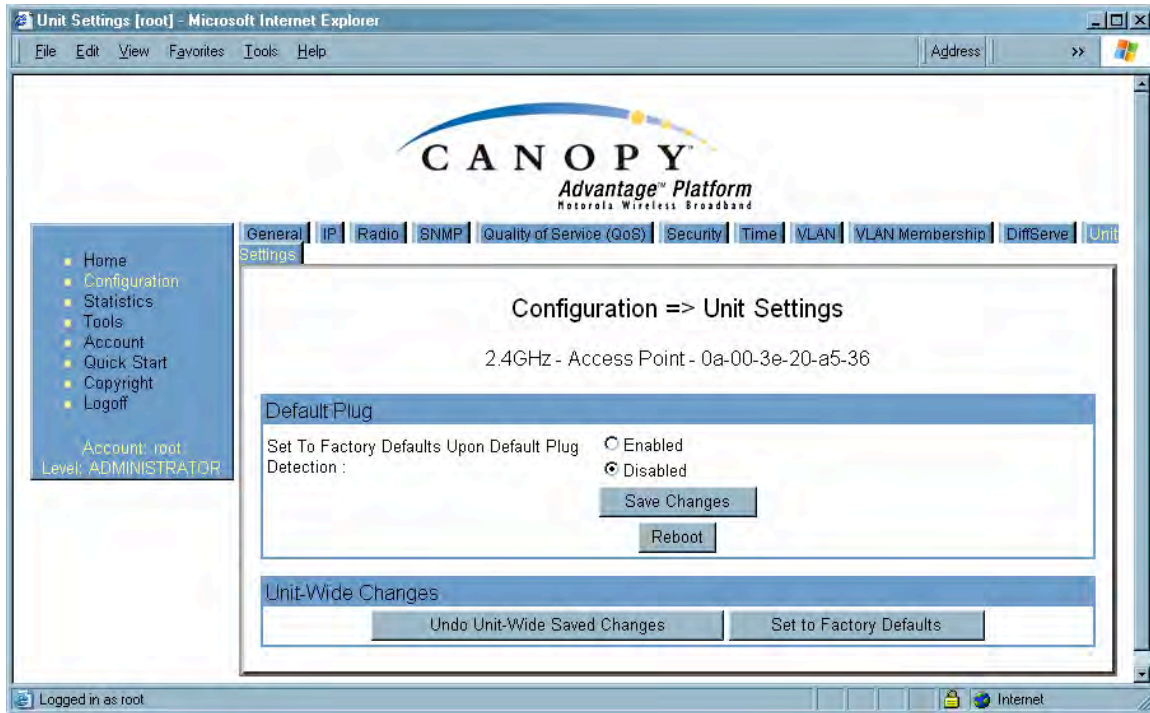 Unit Settings [root] - Microsoft Internet Explorer
File Edit View Favorites Tools Help Address >>
CANOPY™
Advantage™ Platform
Motorola Wireless Broadband
General IP Radio SNMP Quality of Service (QoS) Security Time VLAN VLAN Membership DiffServe Unit
Settings
Home
Configuration
Statistics
Tools
Account
Quick Start
Copyright
Logoff
Account: root
Level: ADMINISTRATOR
Configuration => Unit Settings
2.4GHz - Access Point - 0a-00-3e-20-a5-36
Default Plug
Set To Factory Defaults Upon Default Plug
Detection :
Enabled
Disabled
Save Changes
Reboot
Unit-Wide Changes
Undo Unit-Wide Saved Changes Set to Factory Defaults
Logged in as root Internet